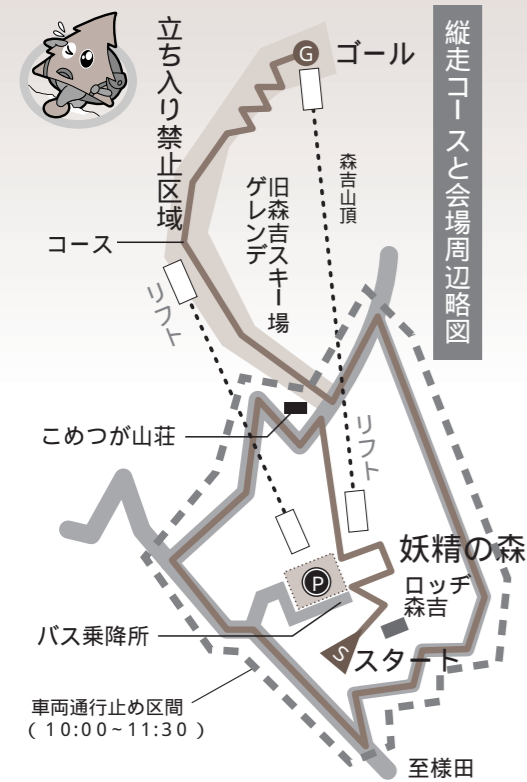 縦走コースと会場周辺略図
立ち入り禁止区域
G
ゴール
森吉山頂
旧森吉スキー場
ゲレンデ
コース
リフト
こめつが山荘
リフト
妖精の森
ロッヂ
森吉
P
バス乗降所
S
スタート
車両通行止め区間
(10:00~11:30)
至様田